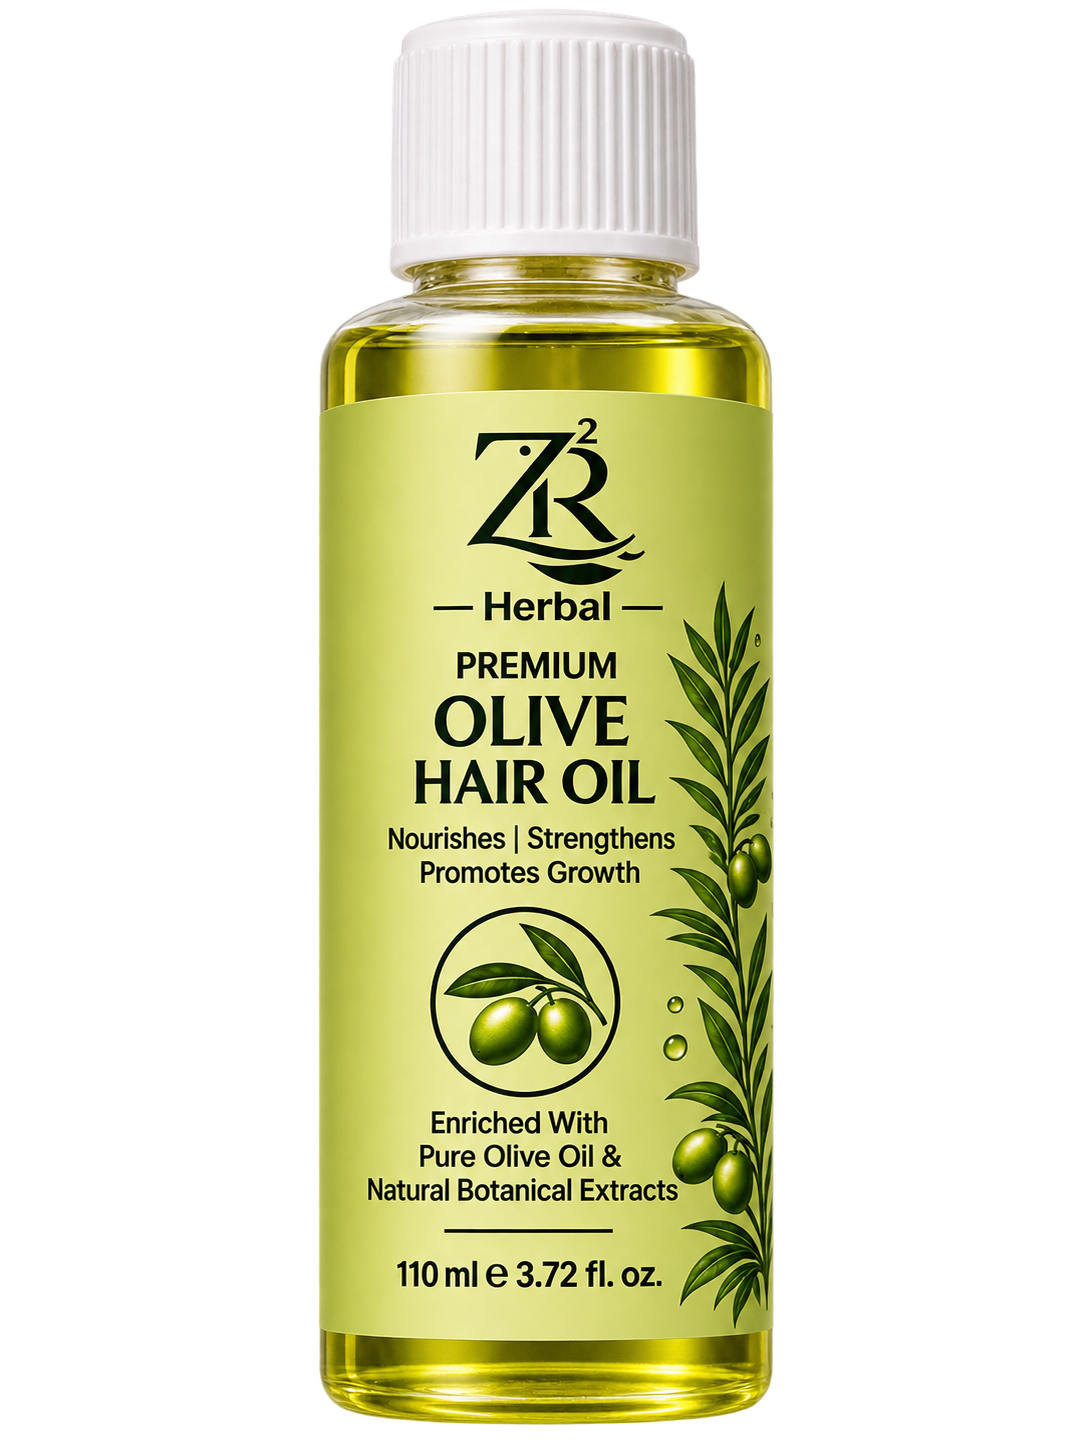 ZR²
Herbal
PREMIUM
OLIVE
HAIR OIL
Nourishes | Strengthens
Promotes Growth
Enriched With
Pure Olive Oil &
Natural Botanical Extracts
110 ml ℮ 3.72 fl. oz.